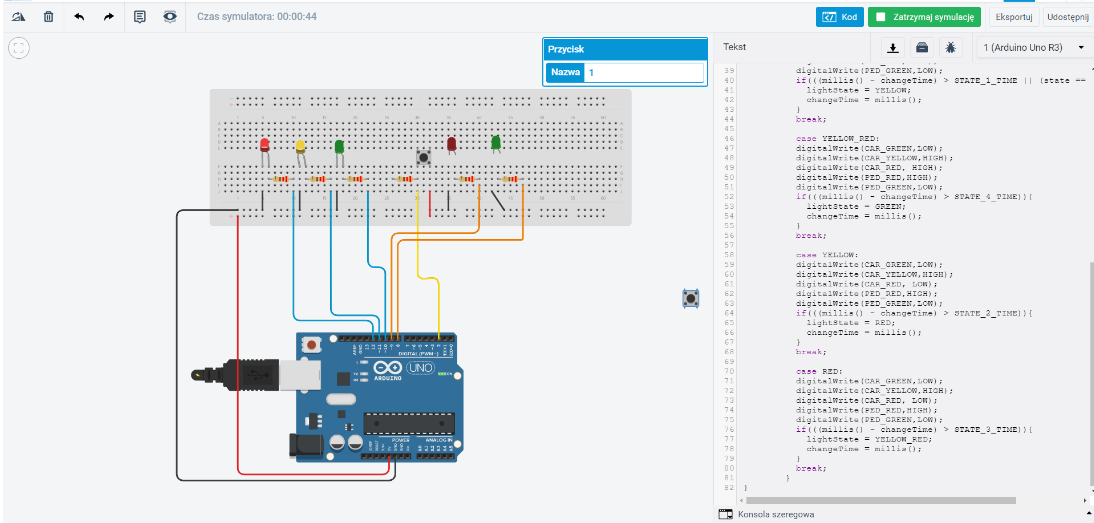 Czas symulatora: 00:00:44
Kod
Zatrzymaj symulację
Eksportuj
Udostępnij
Przycisk
Nazwa 1
Tekst
1 (Arduino Uno R3)
DIGITAL (PWM~)
UNO
ARDUINO
POWER
ANALOG IN
39 digitalWrite(PED_GREEN,LOW);
40 if(((millis() - changeTime) > STATE_1_TIME || (state ==
41 lightState = YELLOW;
42 changeTime = millis();
43 }
44 break;
45
46 case YELLOW_RED:
47 digitalWrite(CAR_GREEN,LOW);
48 digitalWrite(CAR_YELLOW,HIGH);
49 digitalWrite(CAR_RED, HIGH);
50 digitalWrite(PED_RED,HIGH);
51 digitalWrite(PED_GREEN,LOW);
52 if(((millis() - changeTime) > STATE_4_TIME)){
53 lightState = GREEN;
54 changeTime = millis();
55 }
56 break;
57
58 case YELLOW:
59 digitalWrite(CAR_GREEN,LOW);
60 digitalWrite(CAR_YELLOW,HIGH);
61 digitalWrite(CAR_RED, LOW);
62 digitalWrite(PED_RED,HIGH);
63 digitalWrite(PED_GREEN,LOW);
64 if(((millis() - changeTime) > STATE_2_TIME)){
65 lightState = RED;
66 changeTime = millis();
67 }
68 break;
69
70 case RED:
71 digitalWrite(CAR_GREEN,LOW);
72 digitalWrite(CAR_YELLOW,HIGH);
73 digitalWrite(CAR_RED, LOW);
74 digitalWrite(PED_RED,HIGH);
75 digitalWrite(PED_GREEN,LOW);
76 if(((millis() - changeTime) > STATE_3_TIME)){
77 lightState = YELLOW_RED;
78 changeTime = millis();
79 }
80 break;
81 }
82 }
Konsola szeregowa